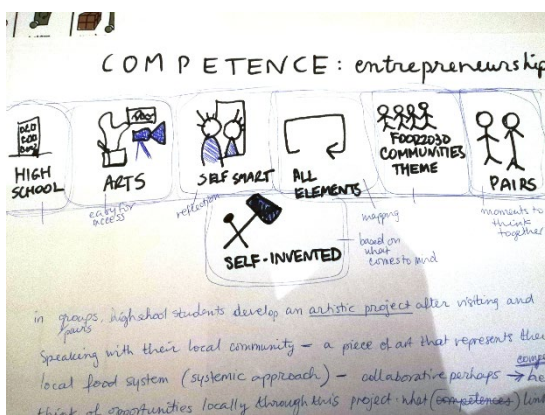 COMPETENCE: entrepreneurship
HIGH SCHOOL
ARTS
SELF SMART
ALL ELEMENTS
FOOD2030 COMMUNITIES THEME
PAIRS
easy for access
reflection
mapping
moments to think together
SELF-INVENTED
based on what comes to mind
in groups, highschool students develop an artistic project after visiting and
pairs
speaking with their local community – a piece of art that represents their
local food system (systemic approach) – collaborative perhaps →
think of opportunities locally through this project: what (competences)